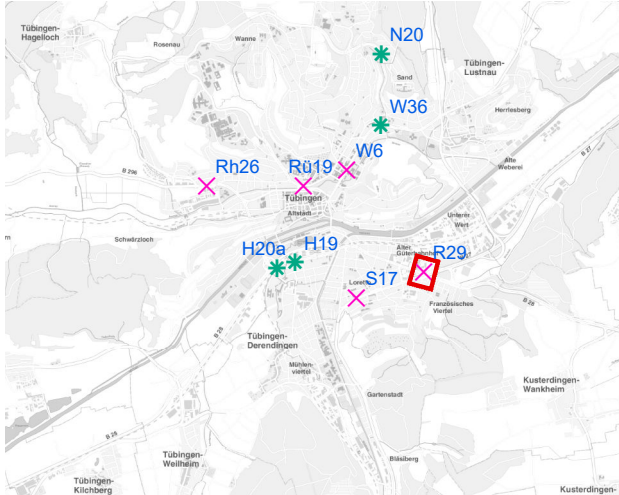 Tübingen-
Hagelloch
Rosenau
Wanne
N20
Sand
Tübingen-
Lustnau
W36
Herrlesberg
W6
Rh26
Rü19
B 296
B 27
Alte
Weberei
Tübingen
Altstadt
Unterer
Wert
Schwärzloch
H20a
H19
Alter
Güterbahnhof
R29
S17
Loretto
Französisches
Viertel
B 28
Tübingen-
Derendingen
Mühlen-
viertel
Gartenstadt
Kusterdingen-
Wankheim
B 28
Tübingen-
Weilheim
Bläsiberg
Tübingen-
Kilchberg
Kusterdingen-